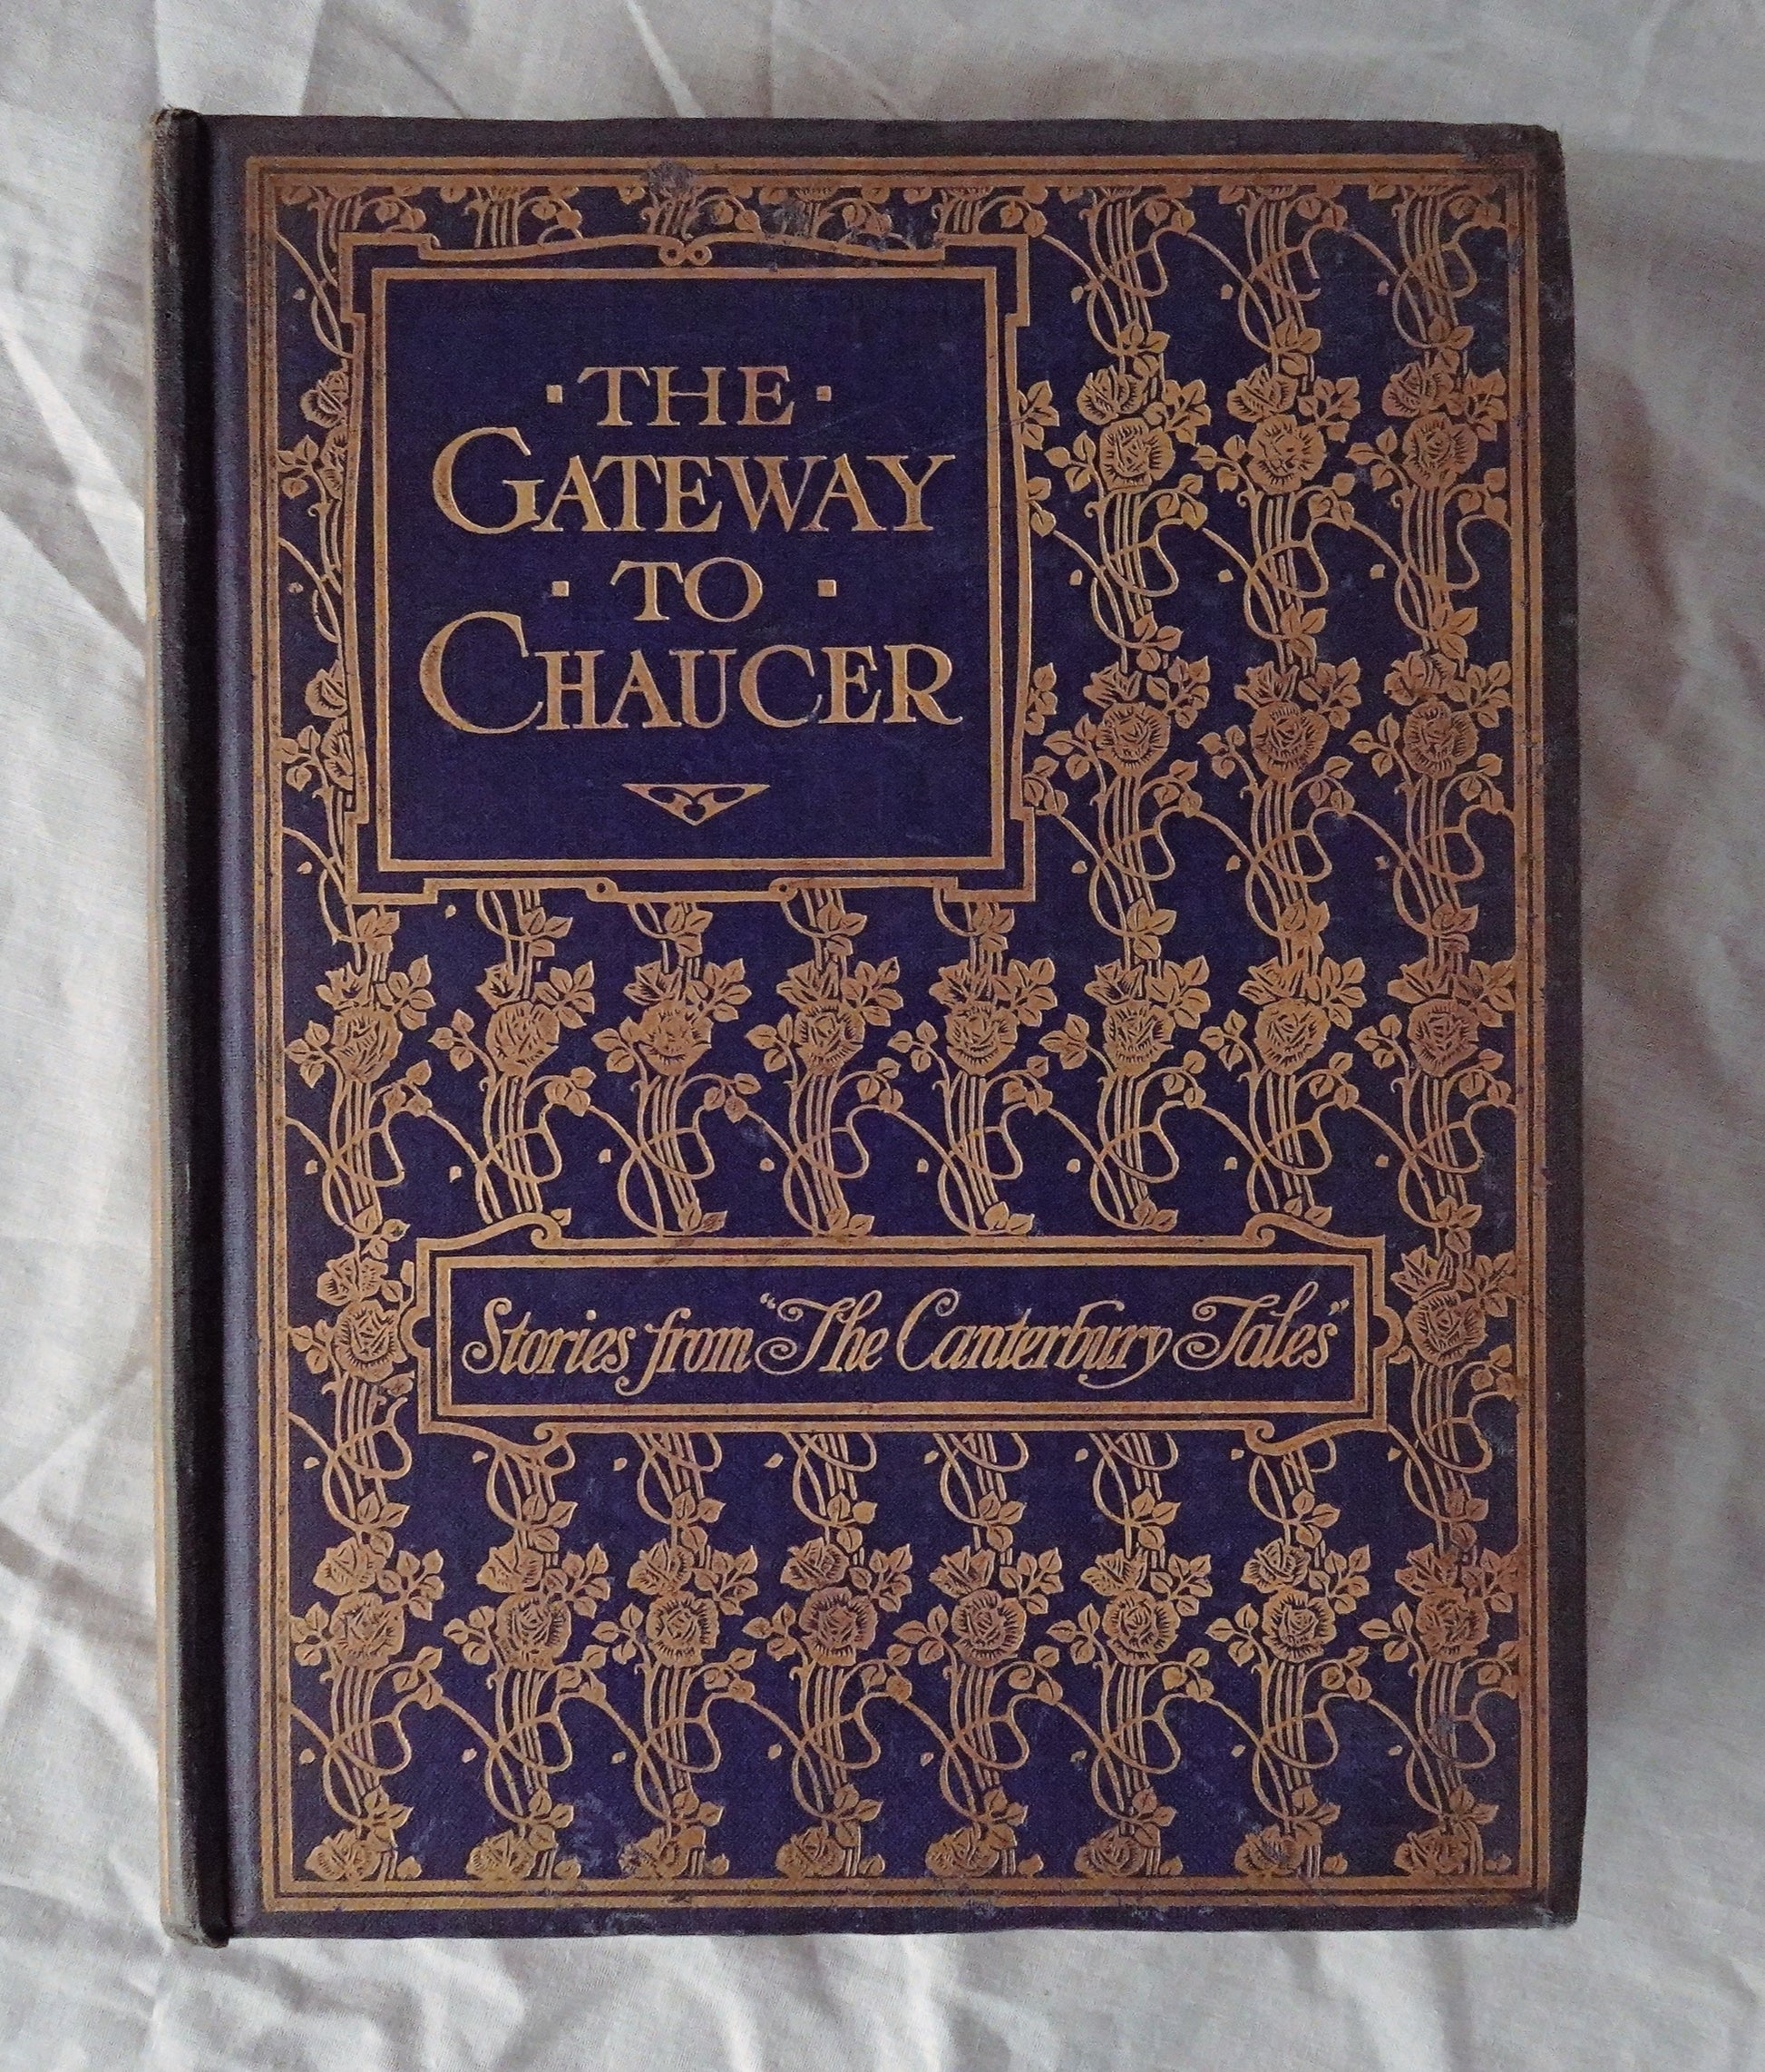 · THE ·
GATEWAY
· TO ·
CHAUCER
Stories from "The Canterbury Tales"